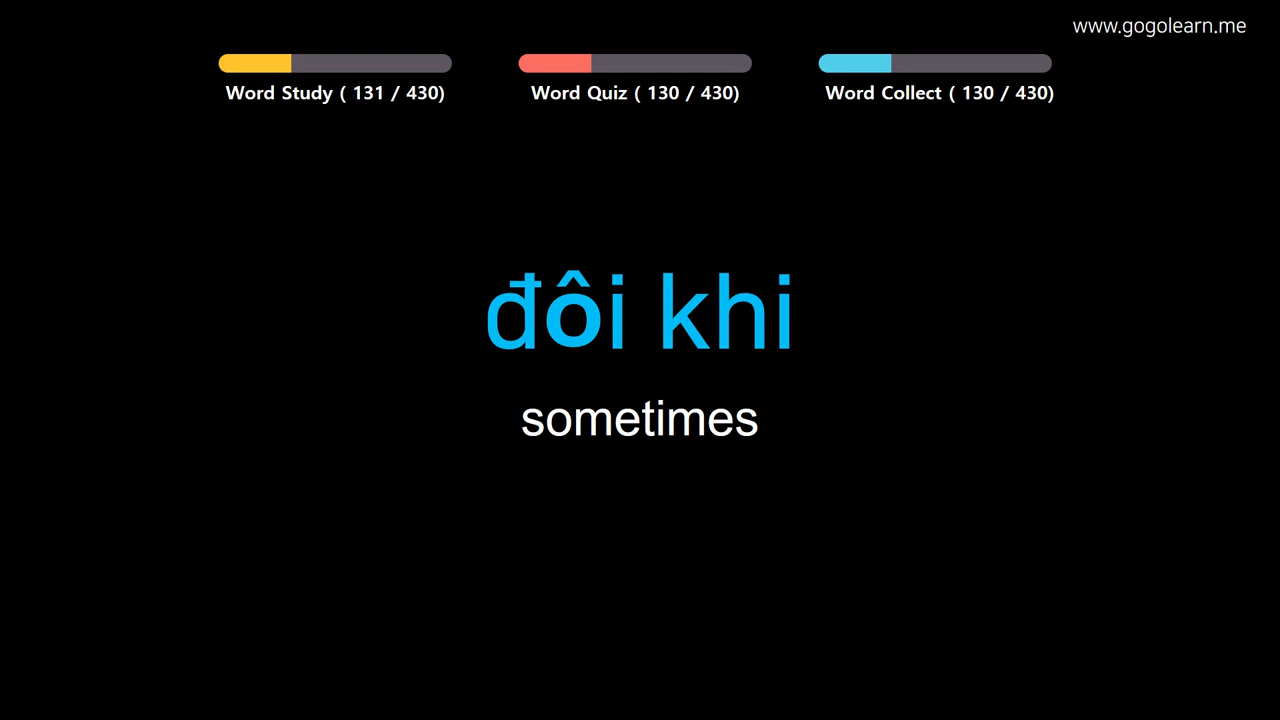 www.gogolearn.me
Word Study ( 131 / 430)
Word Quiz ( 130 / 430)
Word Collect ( 130 / 430)
đôi khi
sometimes